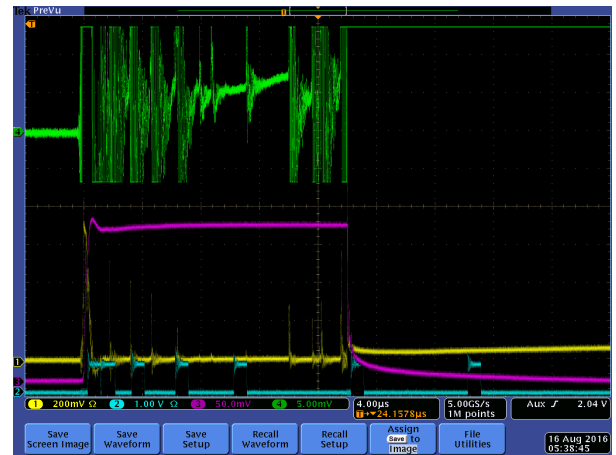 Tek PreVu
T
T
4
1
3
2
1 200mV Ω 2 1.00 V Ω 3 50.0mV 4 5.00mV
4.00µs
T→▾24.1578µs
5.00GS/s
1M points
Aux ʃ 2.04 V
Save Screen Image
Save Waveform
Save Setup
Recall Waveform
Recall Setup
Assign Save to Image
File Utilities
16 Aug 2016
05:38:45